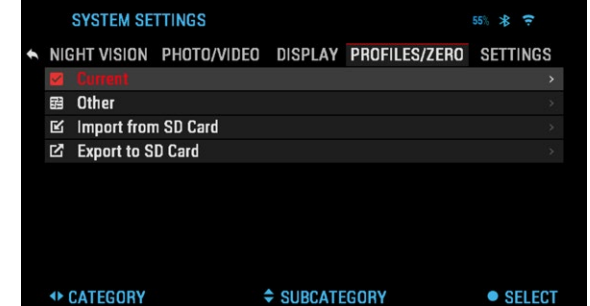 SYSTEM SETTINGS 55%
NIGHT VISION PHOTO/VIDEO DISPLAY PROFILES/ZERO SETTINGS
Current
Other
Import from SD Card
Export to SD Card
CATEGORY SUBCATEGORY SELECT